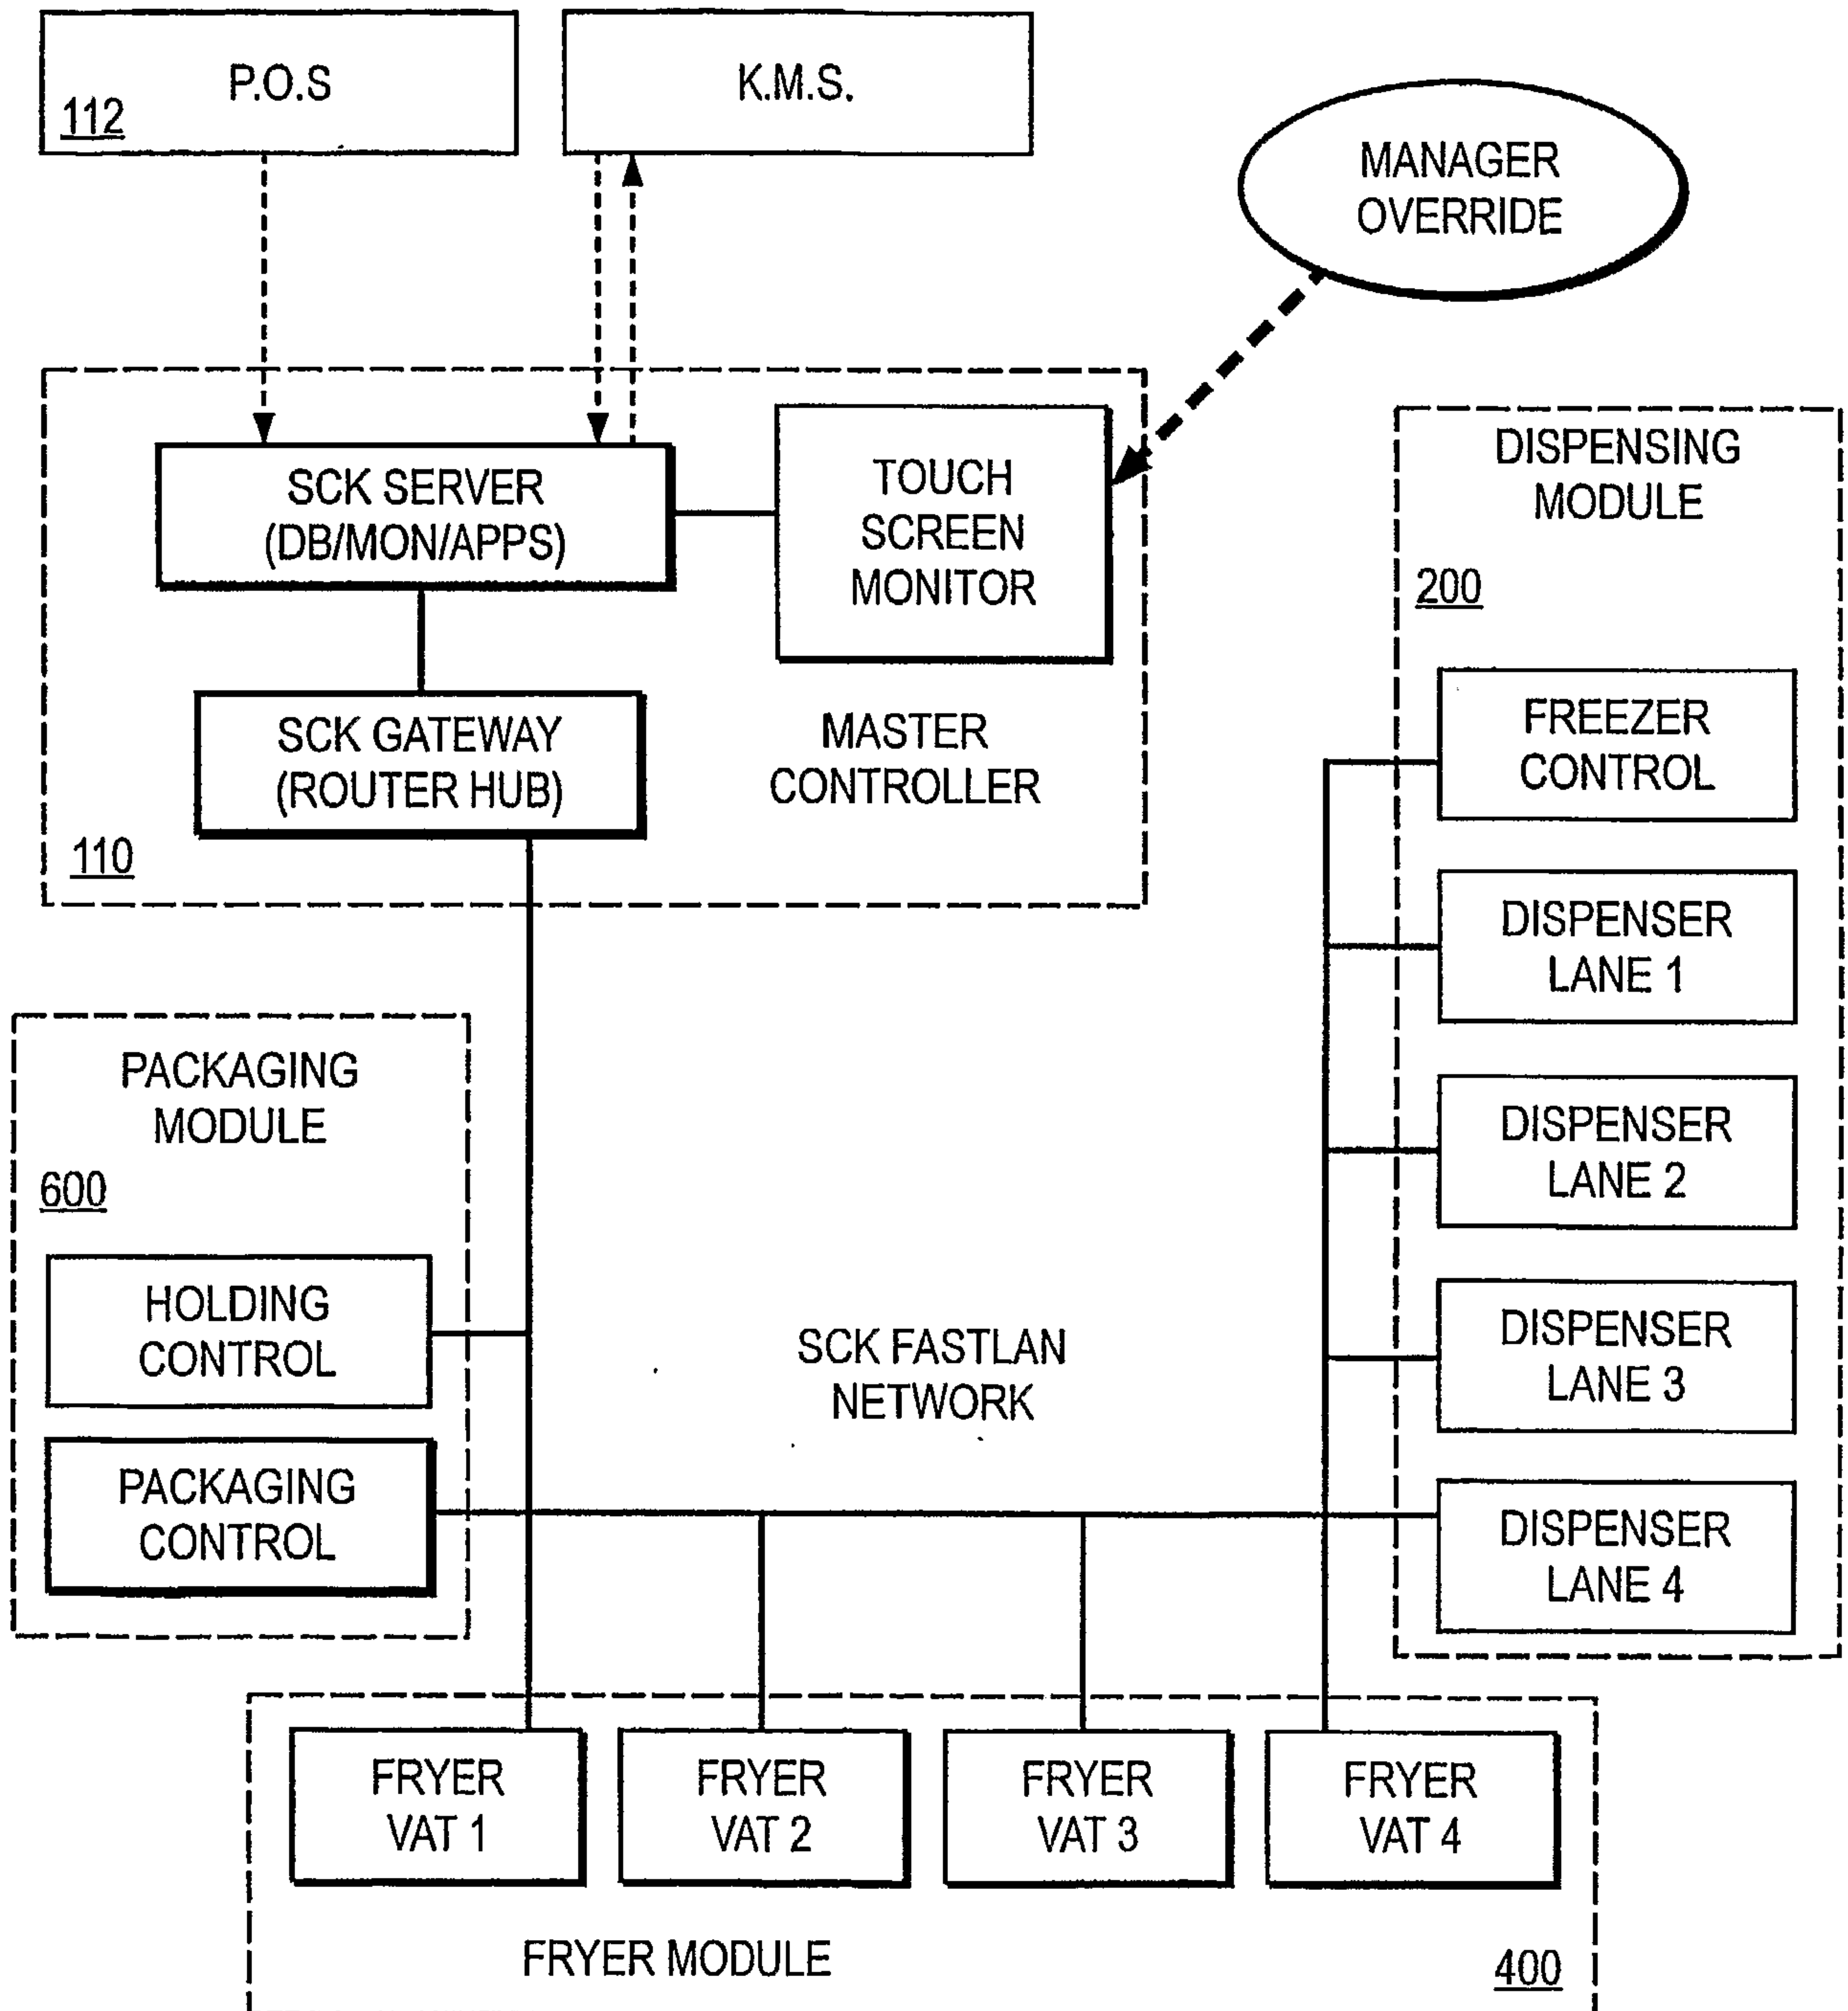 P.O.S
112
K.M.S.
MANAGER
OVERRIDE
SCK SERVER
(DB/MON/APPS)
TOUCH
SCREEN
MONITOR
SCK GATEWAY
(ROUTER HUB)
MASTER
CONTROLLER
110
DISPENSING
MODULE
200
FREEZER
CONTROL
DISPENSER
LANE 1
DISPENSER
LANE 2
DISPENSER
LANE 3
DISPENSER
LANE 4
PACKAGING
MODULE
600
HOLDING
CONTROL
PACKAGING
CONTROL
SCK FASTLAN
NETWORK
FRYER
VAT 1
FRYER
VAT 2
FRYER
VAT 3
FRYER
VAT 4
FRYER MODULE
400